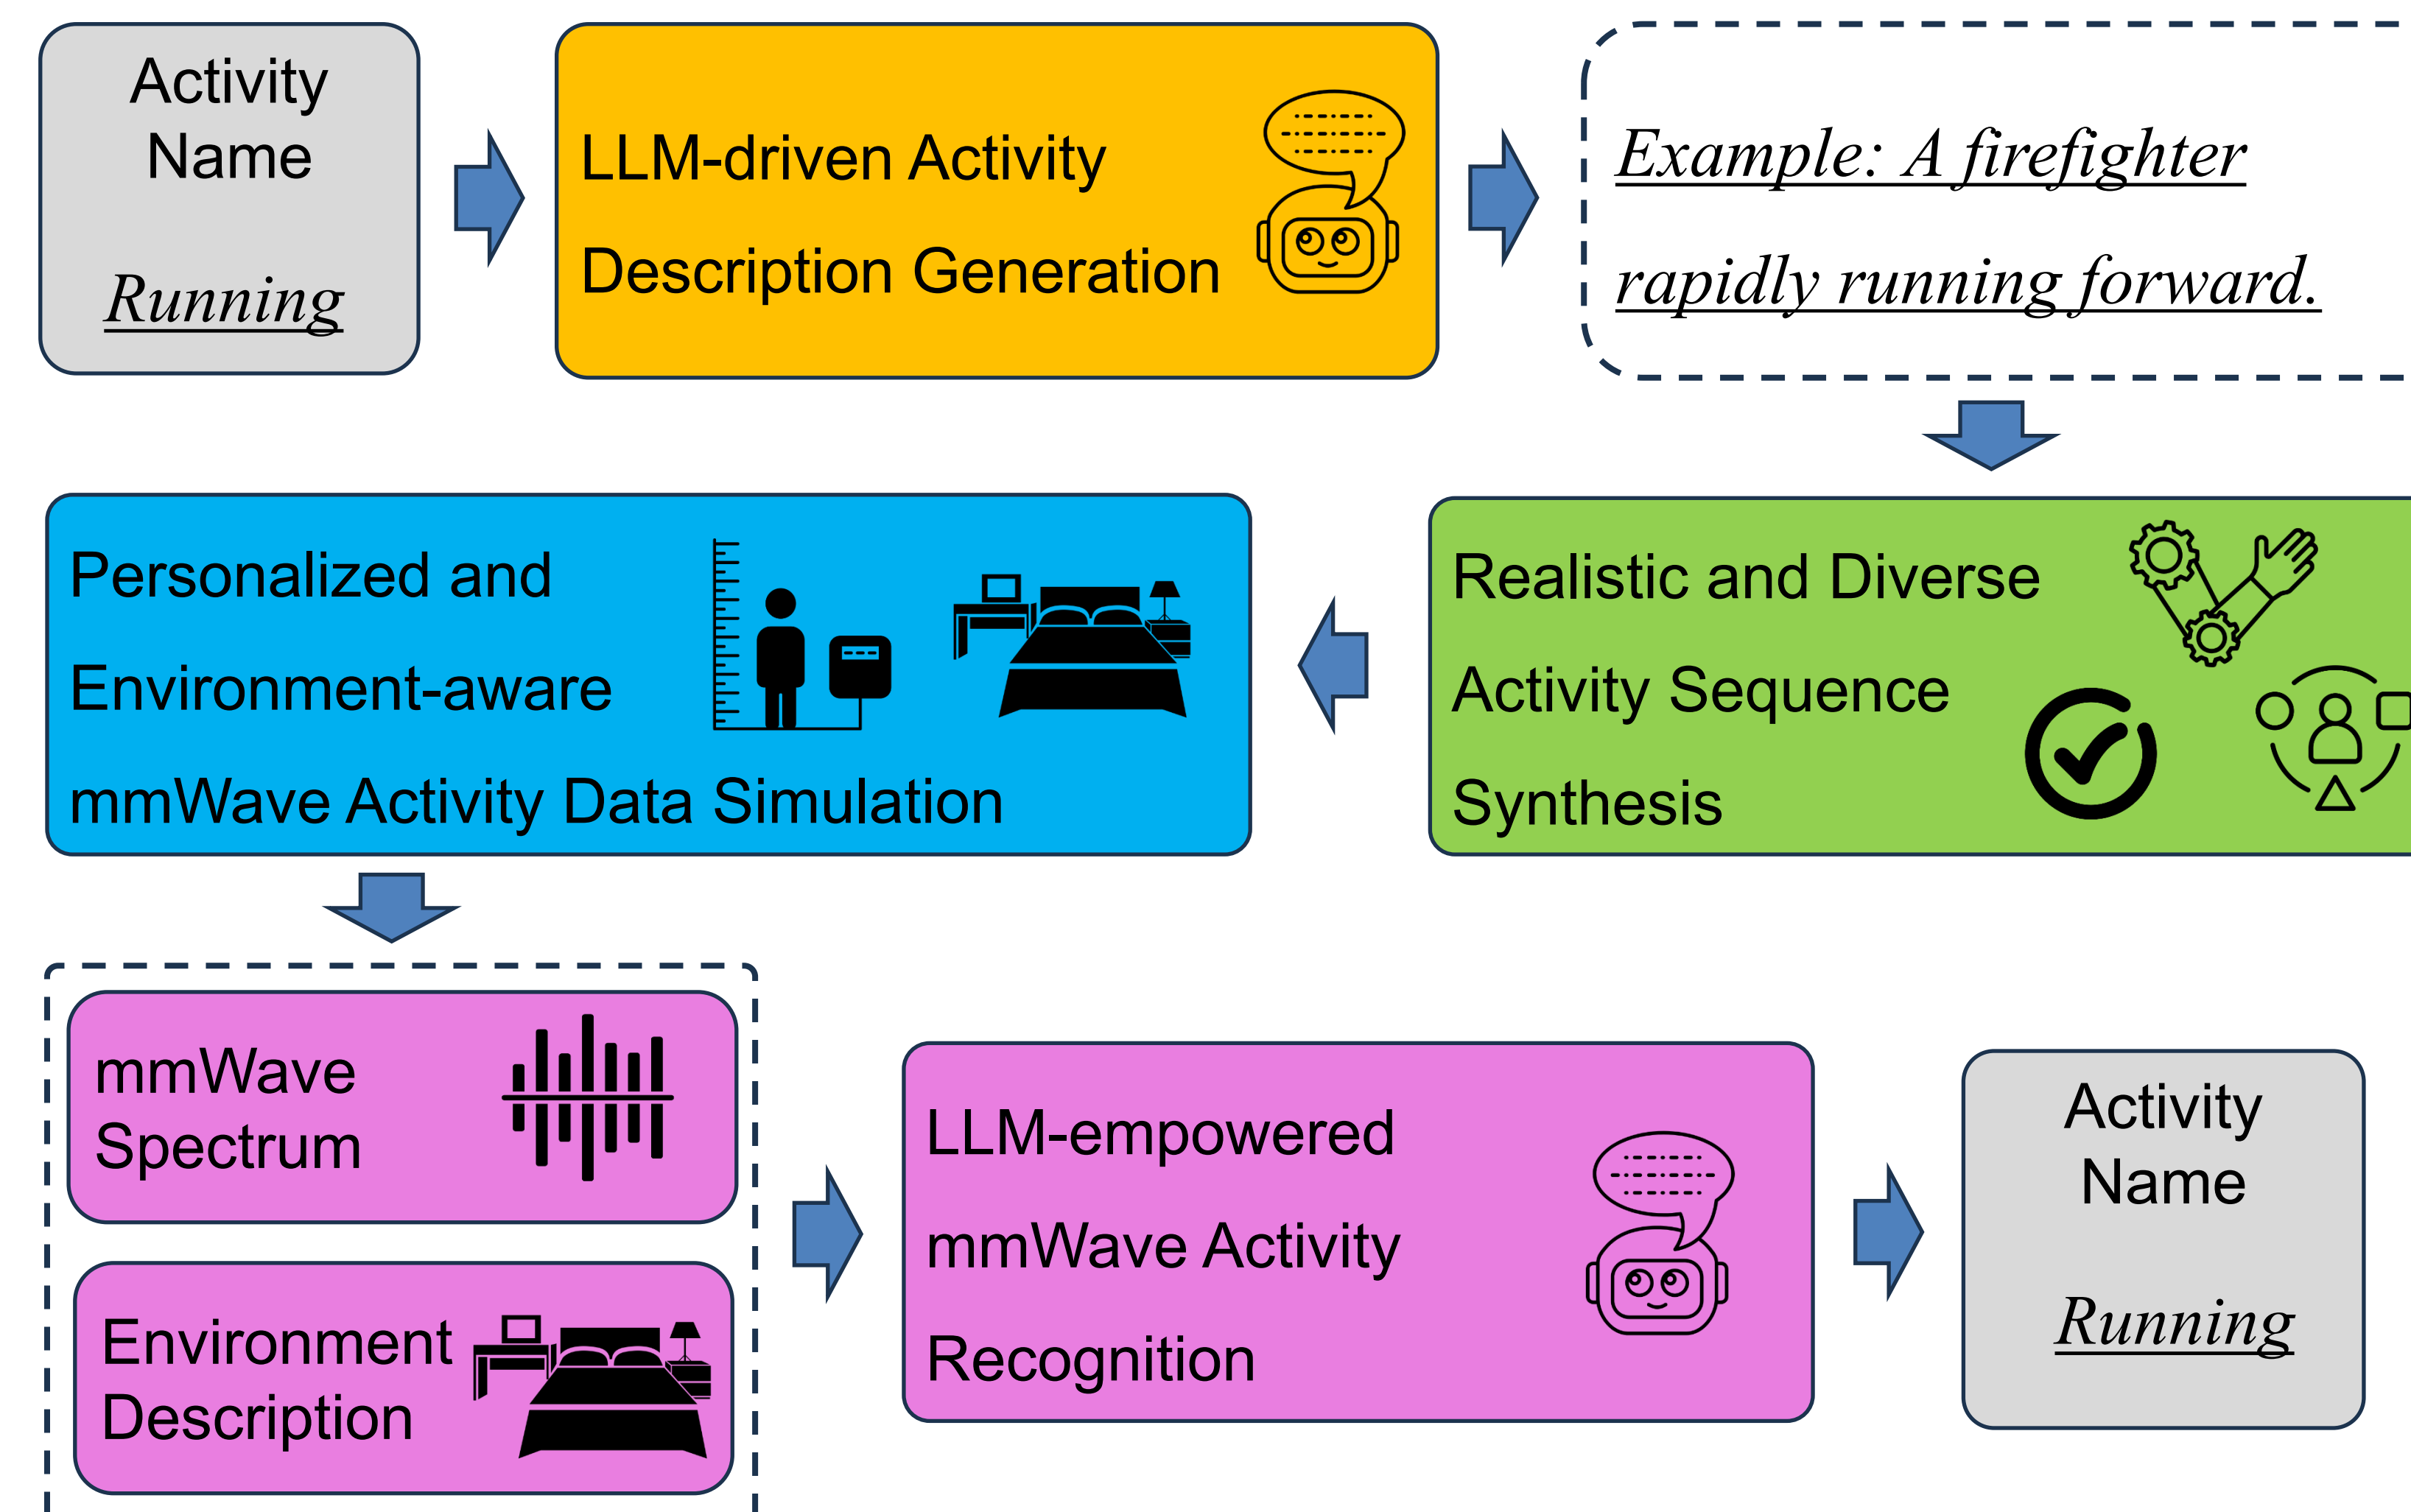 Activity
Name
Running
LLM-driven Activity
Description Generation
Example: A firefighter
rapidly running forward.
Personalized and
Environment-aware
mmWave Activity Data Simulation
Realistic and Diverse
Activity Sequence
Synthesis
mmWave
Spectrum
Environment
Description
LLM-empowered
mmWave Activity
Recognition
Activity
Name
Running